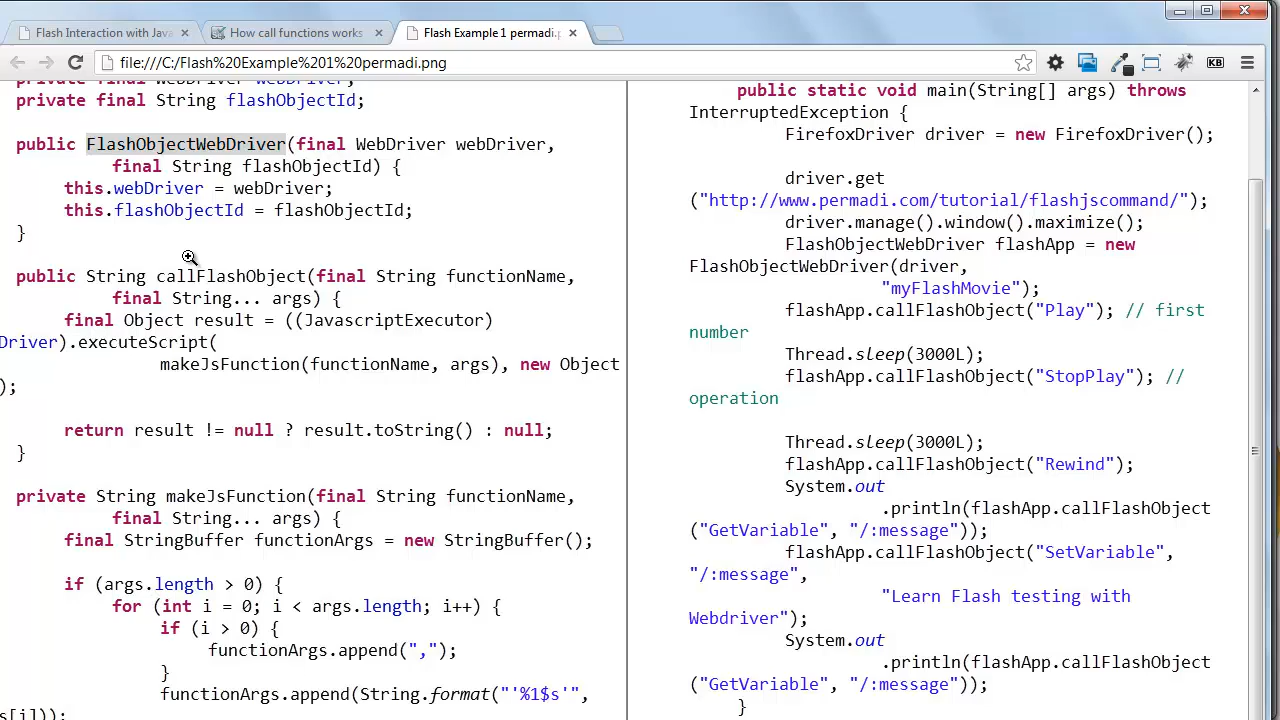 Flash Interaction with Java
How call functions works
Flash Example 1 permadi.p
file:///C:/Flash%20Example%201%20permadi.png
KB
private final WebDriver webDriver;
private final String flashObjectId;
public FlashObjectWebDriver(final WebDriver webDriver,
final String flashObjectId) {
this.webDriver = webDriver;
this.flashObjectId = flashObjectId;
}
public String callFlashObject(final String functionName,
final String... args) {
final Object result = ((JavascriptExecutor)
Driver).executeScript(
makeJsFunction(functionName, args), new Object
);
return result != null ? result.toString() : null;
}
private String makeJsFunction(final String functionName,
final String... args) {
final StringBuffer functionArgs = new StringBuffer();
if (args.length > 0) {
for (int i = 0; i < args.length; i++) {
if (i > 0) {
functionArgs.append(",");
}
functionArgs.append(String.format("'%1$s'",
s[i]));
public static void main(String[] args) throws
InterruptedException {
FirefoxDriver driver = new FirefoxDriver();
driver.get
("http://www.permadi.com/tutorial/flashjscommand/");
driver.manage().window().maximize();
FlashObjectWebDriver flashApp = new
FlashObjectWebDriver(driver,
"myFlashMovie");
flashApp.callFlashObject("Play"); // first
number
Thread.sleep(3000L);
flashApp.callFlashObject("StopPlay"); //
operation
Thread.sleep(3000L);
flashApp.callFlashObject("Rewind");
System.out
.println(flashApp.callFlashObject
("GetVariable", "/:message"));
flashApp.callFlashObject("SetVariable",
"/:message",
"Learn Flash testing with
Webdriver");
System.out
.println(flashApp.callFlashObject
("GetVariable", "/:message"));
}